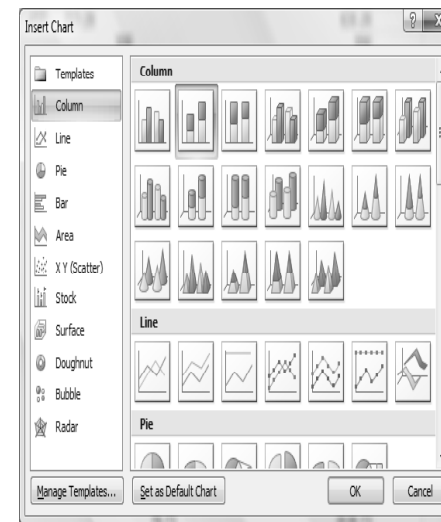 Insert Chart
Templates
Column
Line
Pie
Bar
Area
X Y (Scatter)
Stock
Surface
Doughnut
Bubble
Radar
Column
Line
Pie
Manage Templates...
Set as Default Chart
OK
Cancel